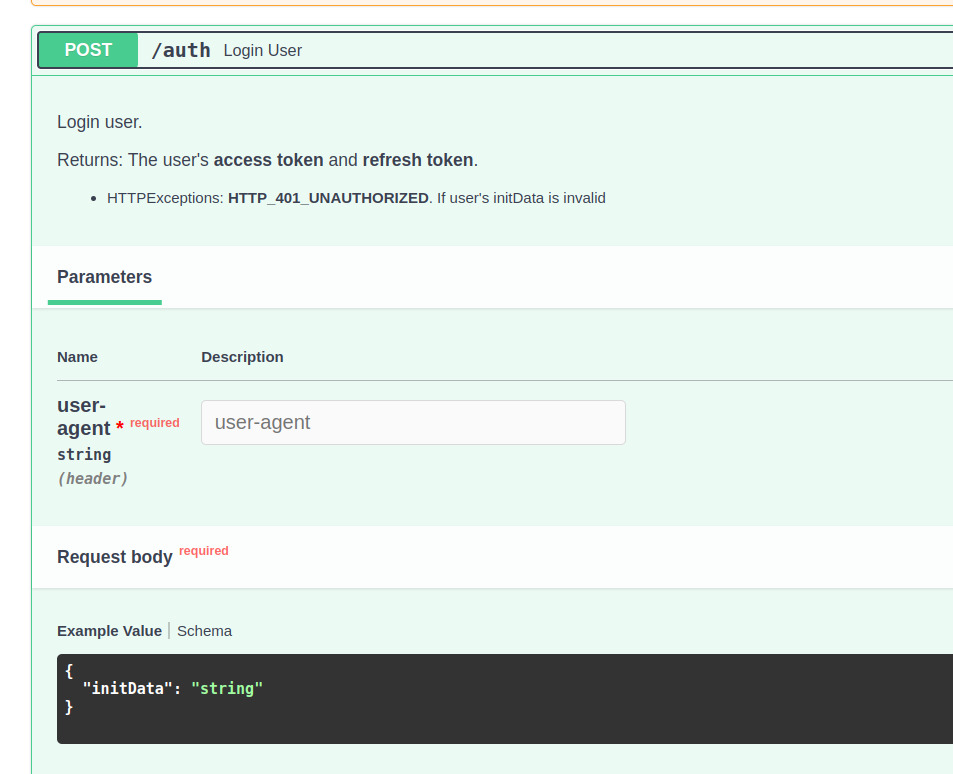 POST /auth Login User
Login user.
Returns: The user's access token and refresh token.
• HTTPExceptions: HTTP_401_UNAUTHORIZED. If user's initData is invalid
Parameters
Name Description
user-
agent * required
user-agent
string
(header)
Request body required
Example Value | Schema
{
"initData": "string"
}